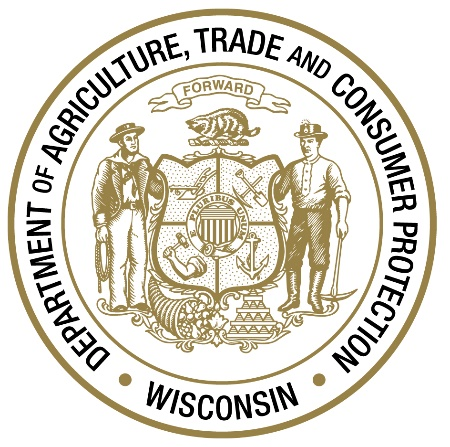 DEPARTMENT OF AGRICULTURE, TRADE AND CONSUMER PROTECTION
FORWARD
E PLURIBUS UNUM
• WISCONSIN •